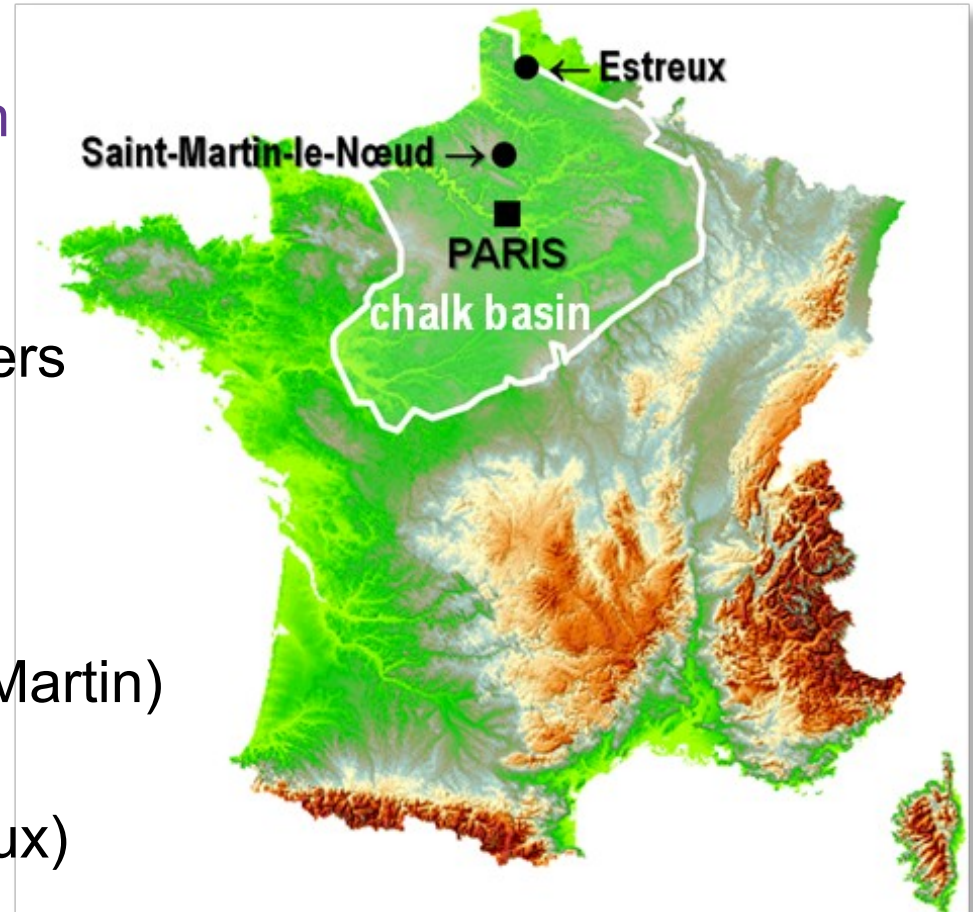 n
← Estreux
Saint-Martin-le-Nœud →
PARIS
chalk basin
ers
Martin)
ux)